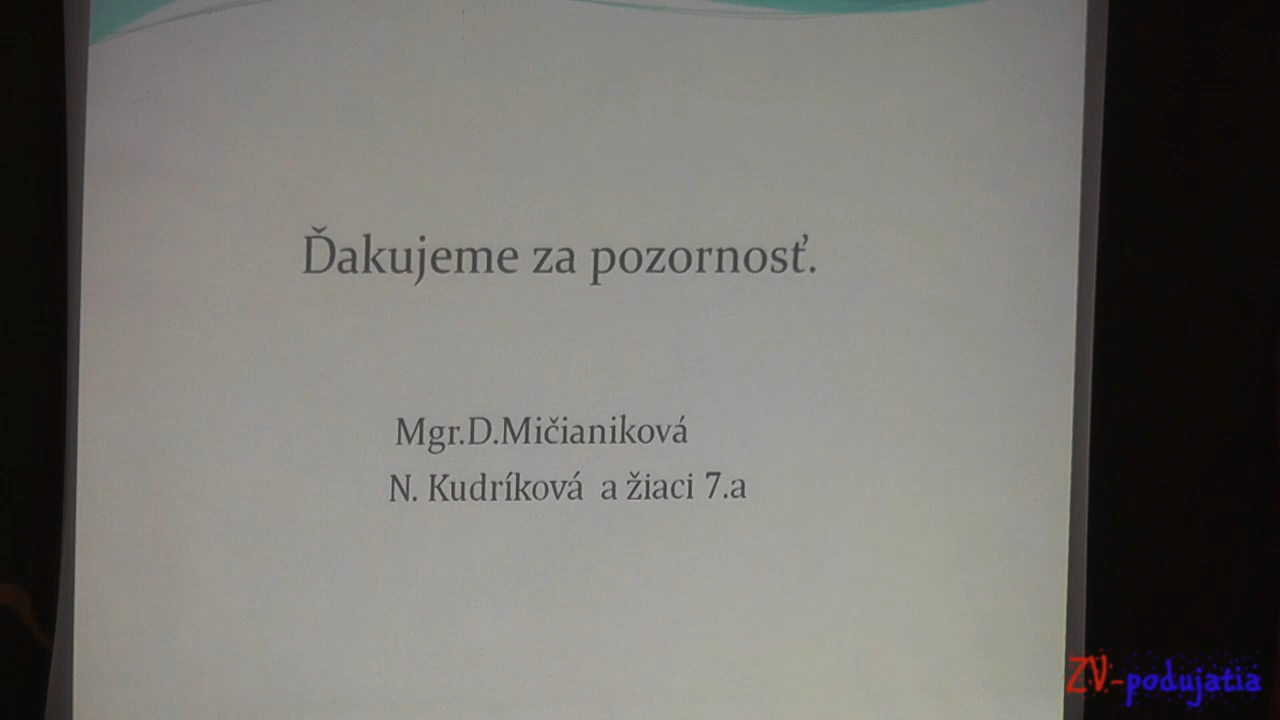 Ďakujeme za pozornosť.
Mgr.D.Mičianiková
N. Kudríková a žiaci 7.a
ZV-podujatia